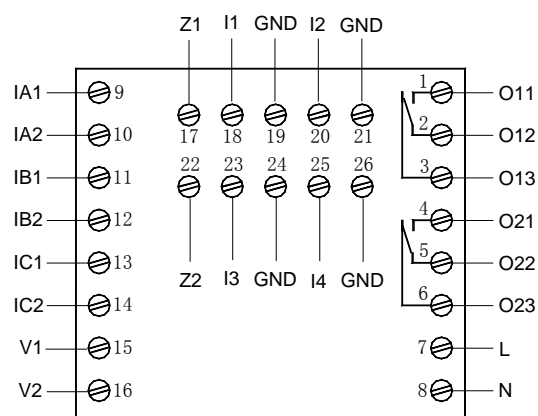 Z1 I1 GND I2 GND
IA1 9 1 O11
17 18 19 20 21
IA2 10 2 O12
22 23 24 25 26
IB1 11 3 O13
IB2 12 4 O21
IC1 13 5 O22
Z2 I3 GND I4 GND
IC2 14 6 O23
V1 15 7 L
V2 16 8 N